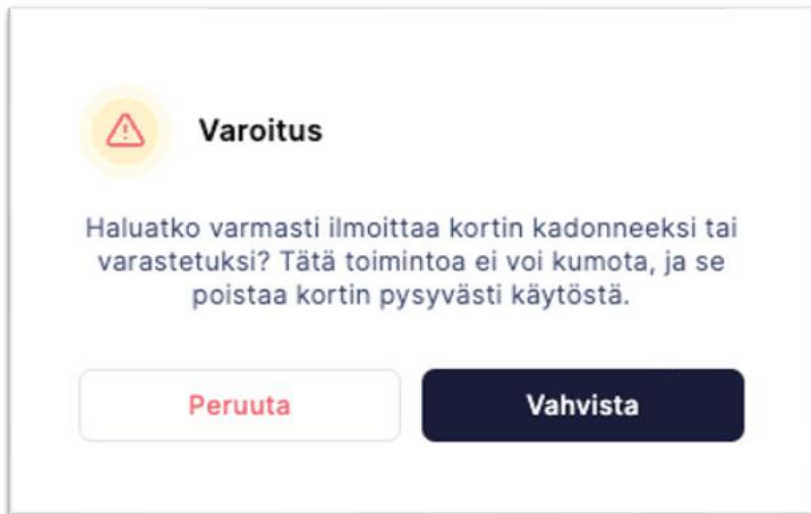 Varoitus
Haluatko varmasti ilmoittaa kortin kadonneeksi tai
varastetuksi? Tätä toimintoa ei voi kumota, ja se
poistaa kortin pysyvästi käytöstä.
Peruuta
Vahvista